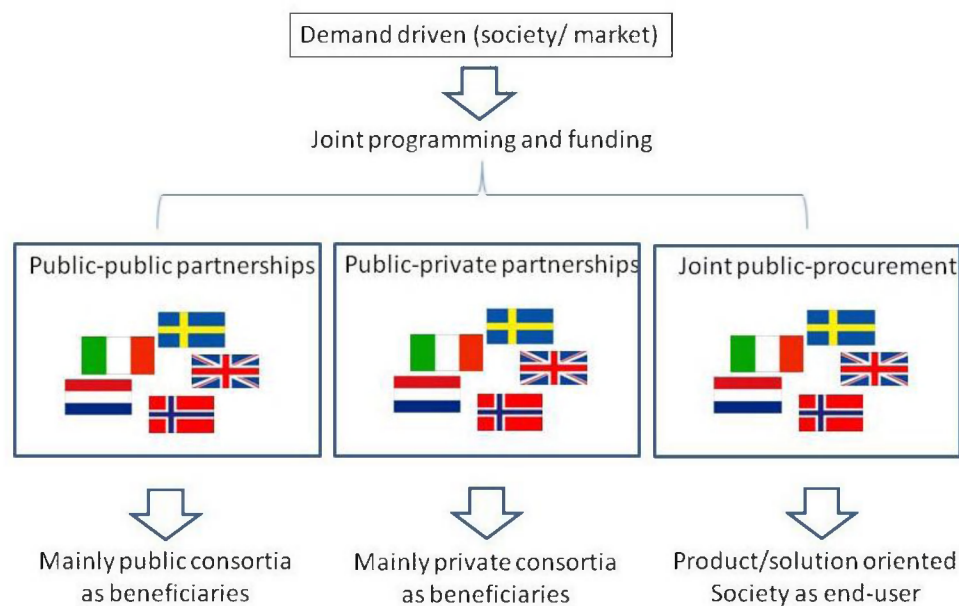 Demand driven (society/ market)
Joint programming and funding
Public-public partnerships
Public-private partnerships
Joint public-procurement
Mainly public consortia
as beneficiaries
Mainly private consortia
as beneficiaries
Product/solution oriented
Society as end-user